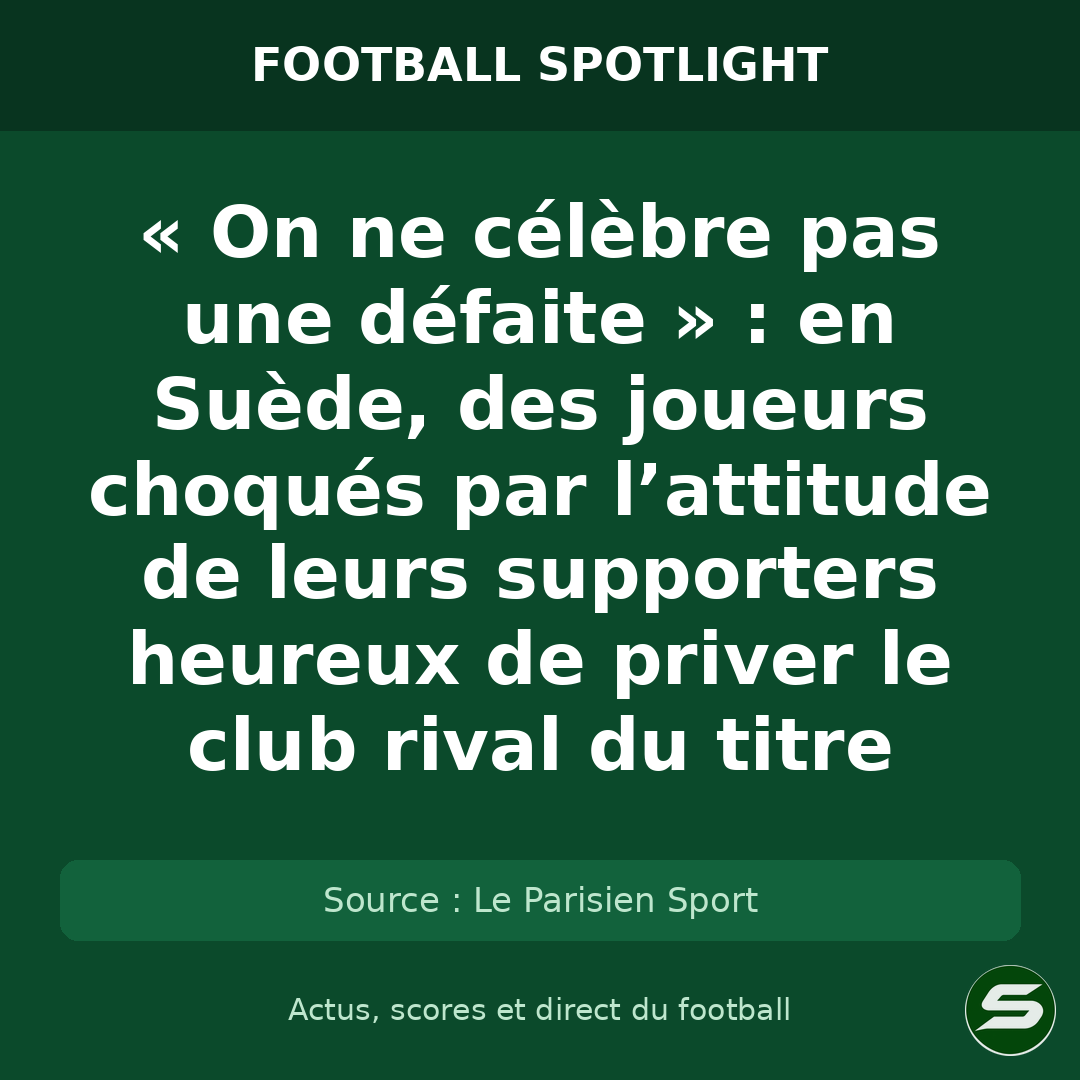 FOOTBALL SPOTLIGHT
« On ne célèbre pas
une défaite » : en
Suède, des joueurs
choqués par l’attitude
de leurs supporters
heureux de priver le
club rival du titre
Source : Le Parisien Sport
Actus, scores et direct du football
S